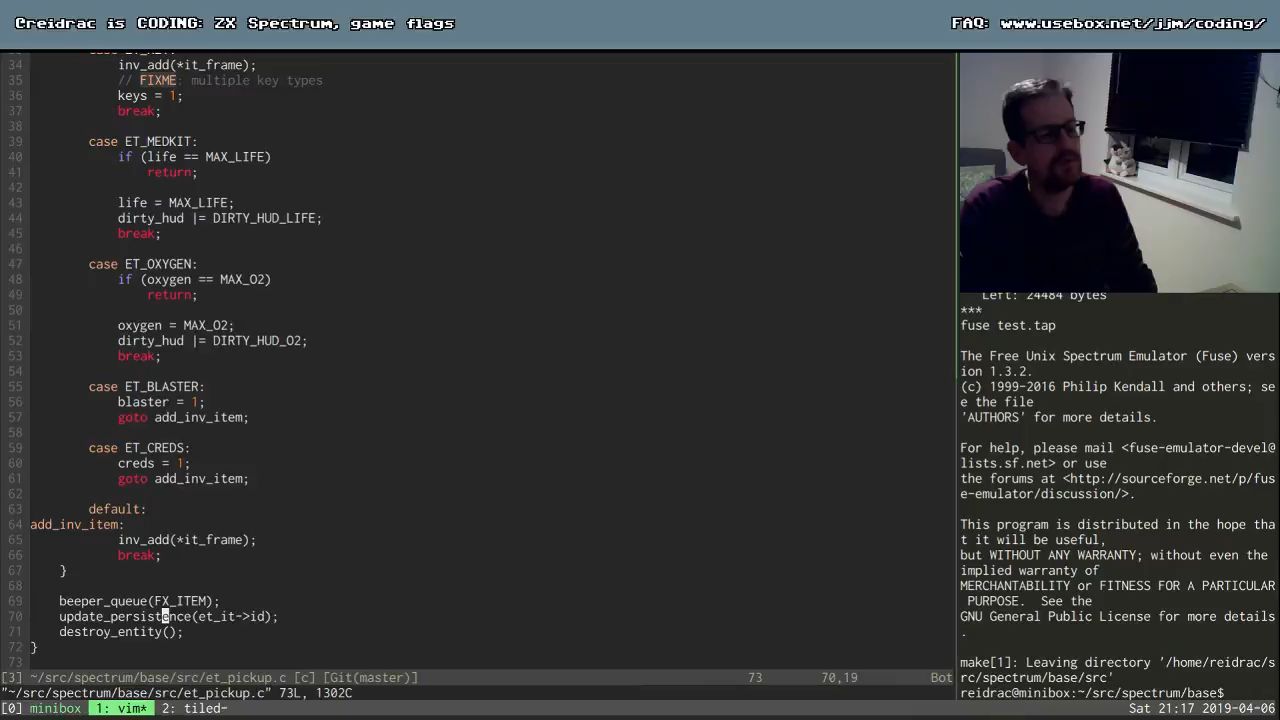 Creidrac is CODING: ZX Spectrum, game flags
FAQ: www.usebox.net/jjm/coding/
34 inv_add(*it_frame);
35 // FIXME: multiple key types
36 keys = 1;
37 break;
38
39 case ET_MEDKIT:
40 if (life == MAX_LIFE)
41 return;
42
43 life = MAX_LIFE;
44 dirty_hud |= DIRTY_HUD_LIFE;
45 break;
46
47 case ET_OXYGEN:
48 if (oxygen == MAX_O2)
49 return;
50
51 oxygen = MAX_O2;
52 dirty_hud |= DIRTY_HUD_O2;
53 break;
54
55 case ET_BLASTER:
56 blaster = 1;
57 goto add_inv_item;
58
59 case ET_CREDS:
60 creds = 1;
61 goto add_inv_item;
62
63 default:
64 add_inv_item:
65 inv_add(*it_frame);
66 break;
67 }
68
69 beeper_queue(FX_ITEM);
70 update_persistence(et_it->id);
71 destroy_entity();
72 }
73
[3] ~/src/spectrum/base/src/et_pickup.c [c] [Git(master)] 73 70,19 Bot
"~/src/spectrum/base/src/et_pickup.c" 73L, 1302C
Left: 24484 bytes
***
fuse test.tap
The Free Unix Spectrum Emulator (Fuse) vers
ion 1.3.2.
(c) 1999-2016 Philip Kendall and others; se
e the file
'AUTHORS' for more details.
For help, please mail <fuse-emulator-devel@
lists.sf.net> or use
the forums at <http://sourceforge.net/p/fus
e-emulator/discussion/>.
This program is distributed in the hope tha
t it will be useful,
but WITHOUT ANY WARRANTY; without even the
implied warranty of
MERCHANTABILITY or FITNESS FOR A PARTICULAR
PURPOSE. See the
GNU General Public License for more details
.
make[1]: Leaving directory '/home/reidrac/s
rc/spectrum/base/src'
reidrac@minibox:~/src/spectrum/base$
[0] minibox 1: vim* 2: tiled- Sat 21:17 2019-04-06